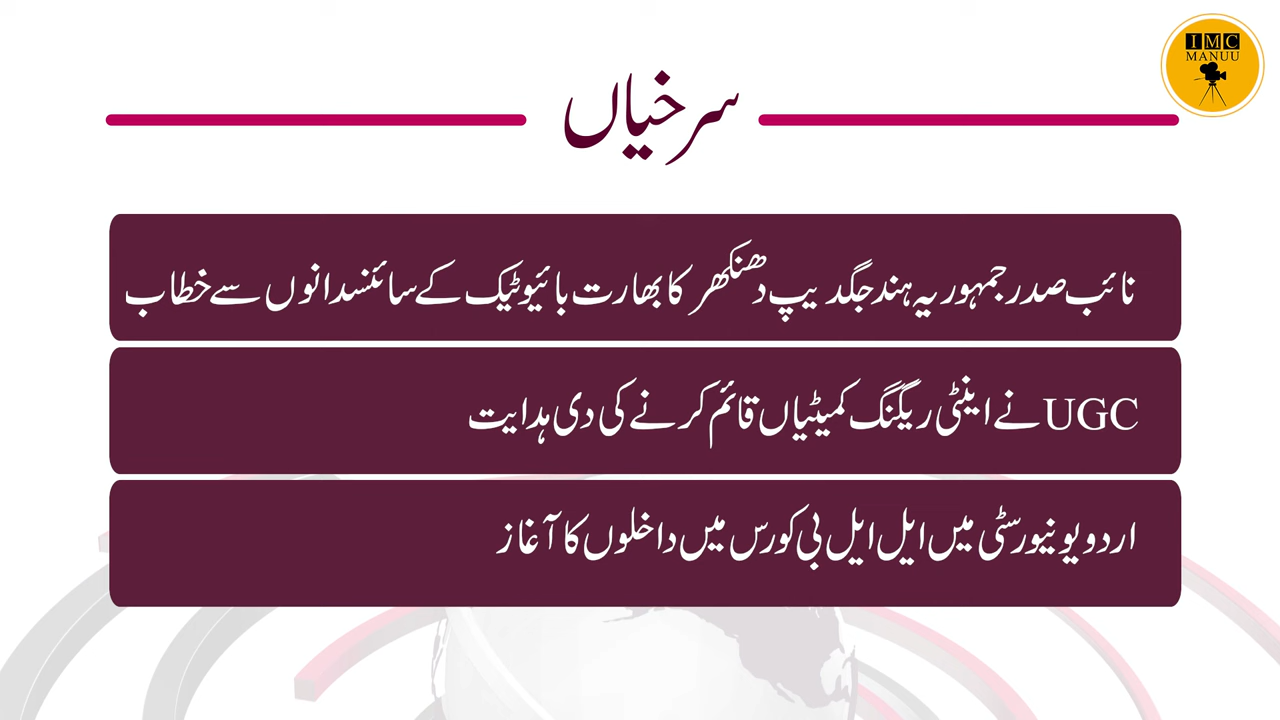 IMC
MANUU
سرخیاں
نائب صدر جمہوریہ ہند جگدیپ دھنکھر کا بھارت بائیوٹیک کے سائنسدانوں سے خطاب
UGC نے اینٹی ریگنگ کمیٹیاں قائم کرنے کی دی ہدایت
اردو یونیورسٹی میں ایل ایل بی کورس میں داخلوں کا آغاز